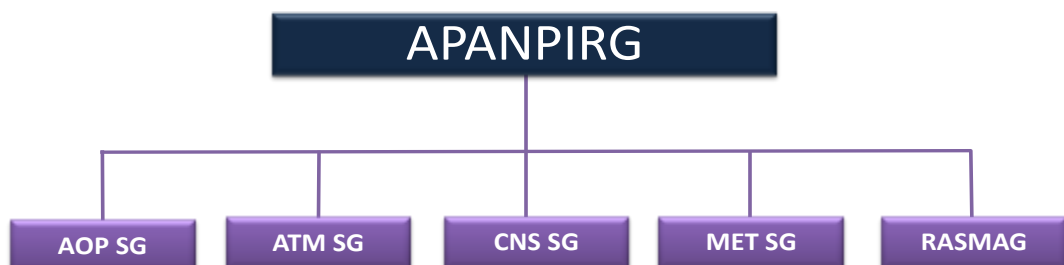 APANPIRG
AOP SG
ATM SG
CNS SG
MET SG
RASMAG